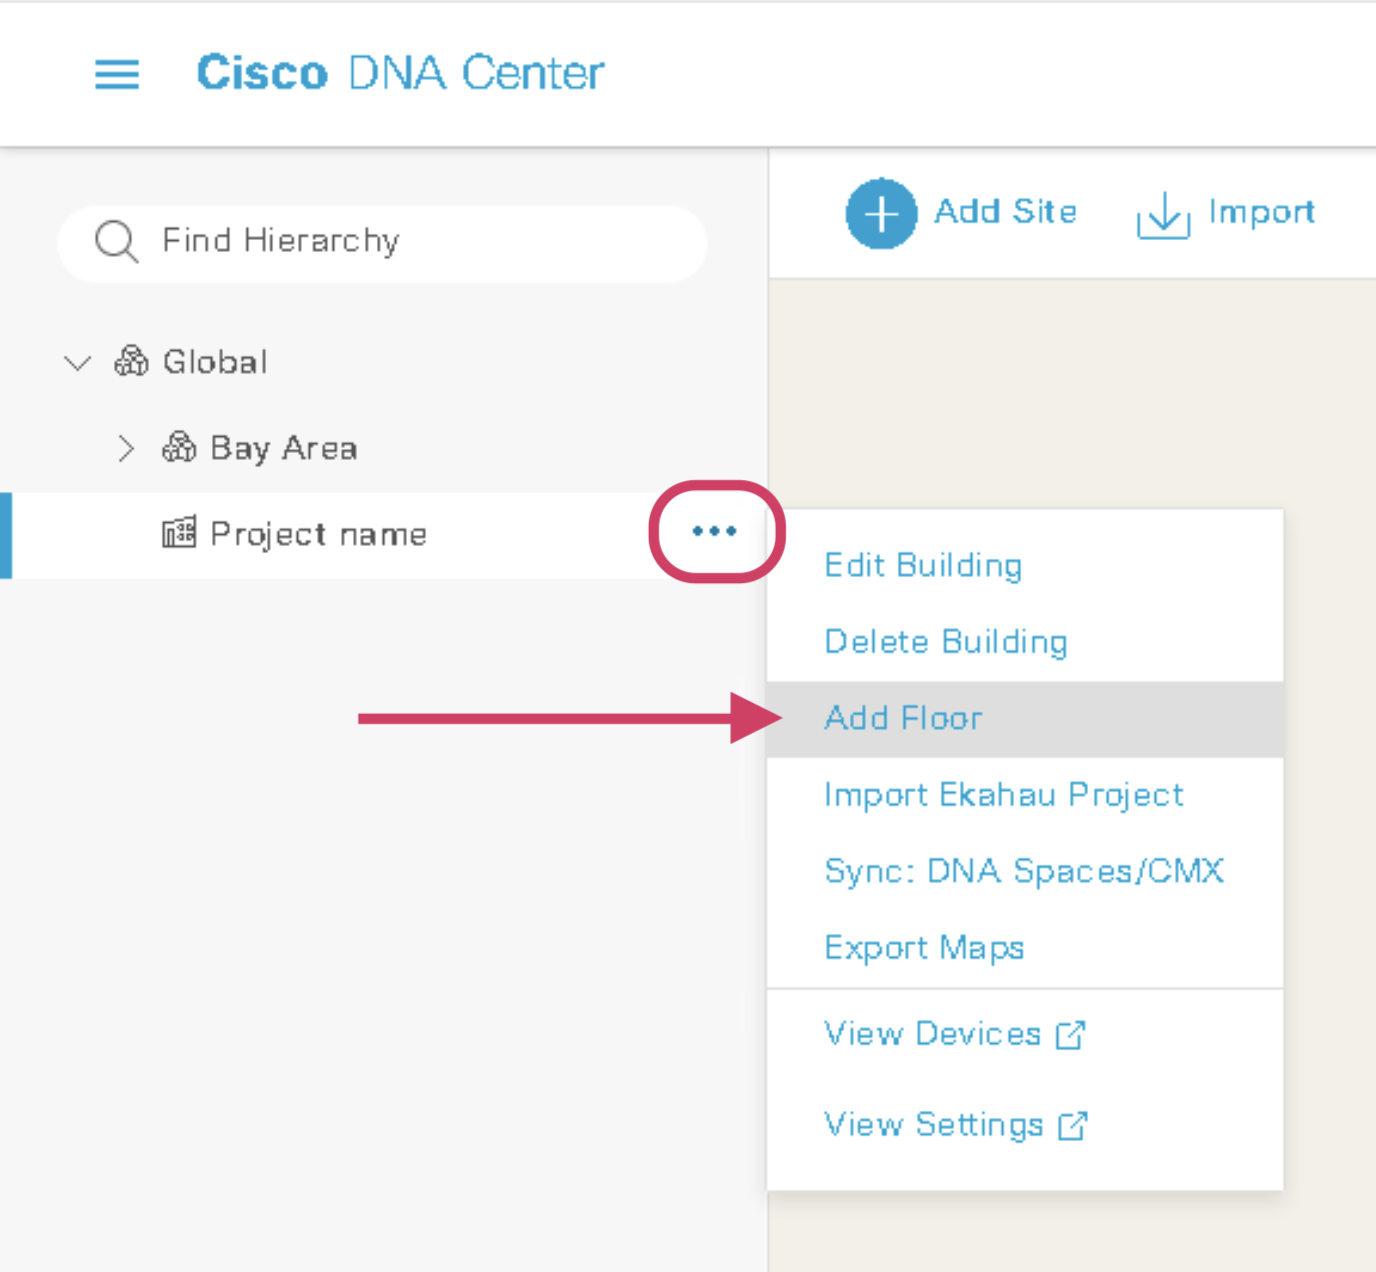 Cisco DNA Center
Find Hierarchy
Add Site
Import
Global
Bay Area
Project name
Edit Building
Delete Building
Add Floor
Import Ekahau Project
Sync: DNA Spaces/CMX
Export Maps
View Devices
View Settings